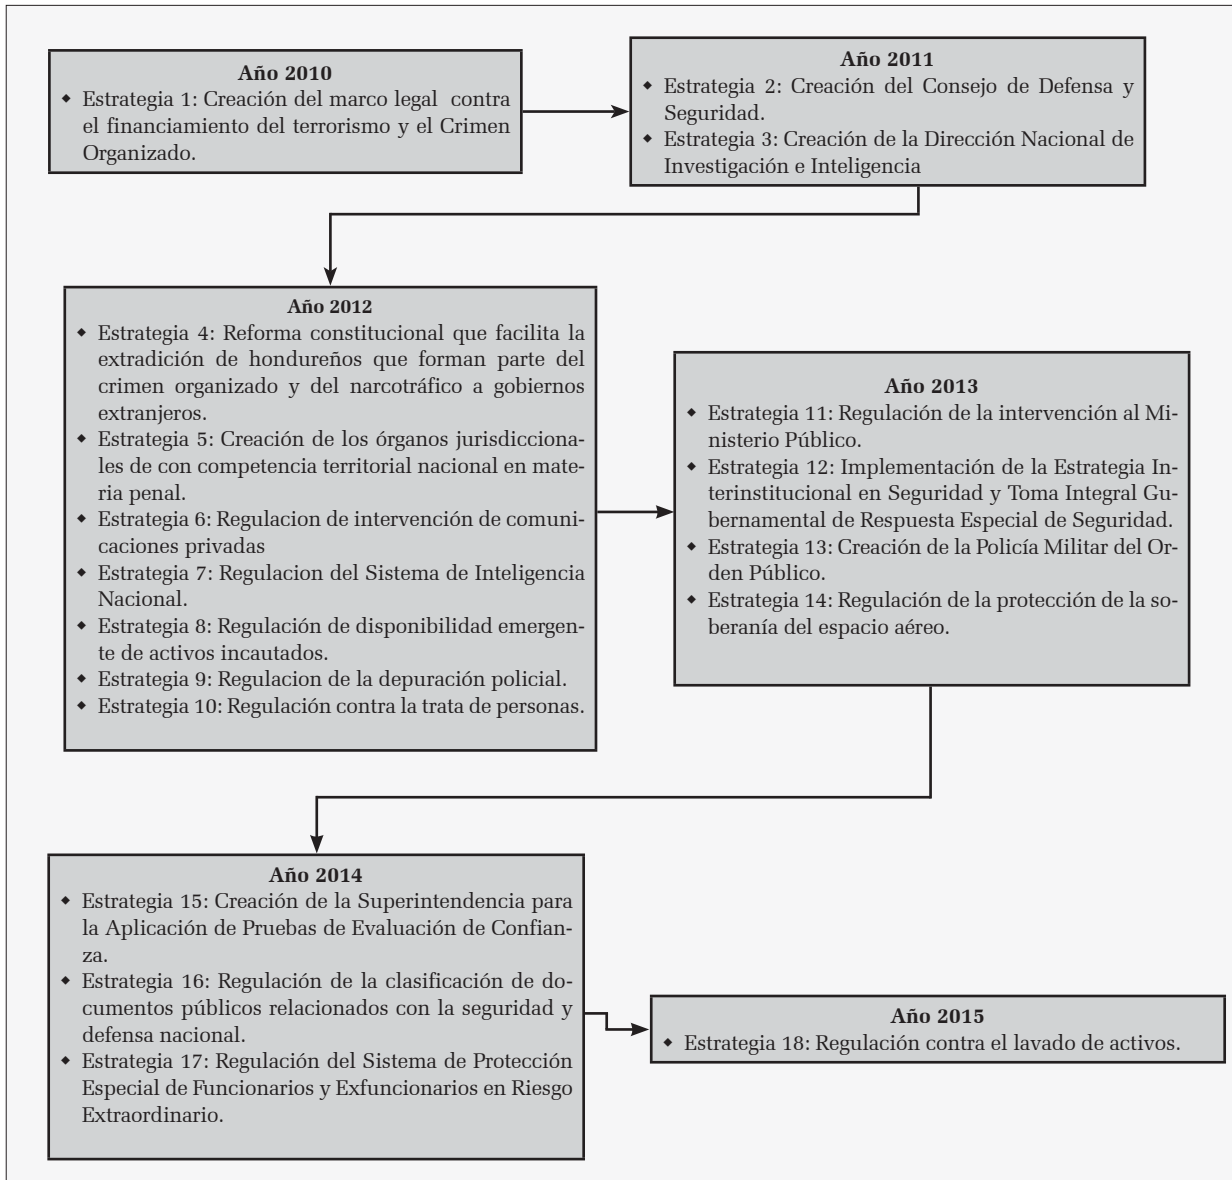 Año 2010
◆ Estrategia 1: Creación del marco legal contra
el financiamiento del terrorismo y el Crimen
Organizado.
Año 2011
◆ Estrategia 2: Creación del Consejo de Defensa y
Seguridad.
◆ Estrategia 3: Creación de la Dirección Nacional de
Investigación e Inteligencia
Año 2012
◆ Estrategia 4: Reforma constitucional que facilita la
extradición de hondureños que forman parte del
crimen organizado y del narcotráfico a gobiernos
extranjeros.
◆ Estrategia 5: Creación de los órganos jurisdicciona-
les de con competencia territorial nacional en mate-
ria penal.
◆ Estrategia 6: Regulacion de intervención de comuni-
caciones privadas
◆ Estrategia 7: Regulacion del Sistema de Inteligencia
Nacional.
◆ Estrategia 8: Regulación de disponibilidad emergen-
te de activos incautados.
◆ Estrategia 9: Regulacion de la depuración policial.
◆ Estrategia 10: Regulación contra la trata de personas.
Año 2013
◆ Estrategia 11: Regulación de la intervención al Mi-
nisterio Público.
◆ Estrategia 12: Implementación de la Estrategia In-
terinstitucional en Seguridad y Toma Integral Gu-
bernamental de Respuesta Especial de Seguridad.
◆ Estrategia 13: Creación de la Policía Militar del Or-
den Público.
◆ Estrategia 14: Regulación de la protección de la so-
beranía del espacio aéreo.
Año 2014
◆ Estrategia 15: Creación de la Superintendencia para
la Aplicación de Pruebas de Evaluación de Confian-
za.
◆ Estrategia 16: Regulación de la clasificación de do-
cumentos públicos relacionados con la seguridad y
defensa nacional.
◆ Estrategia 17: Regulación del Sistema de Protección
Especial de Funcionarios y Exfuncionarios en Riesgo
Extraordinario.
Año 2015
◆ Estrategia 18: Regulación contra el lavado de activos.